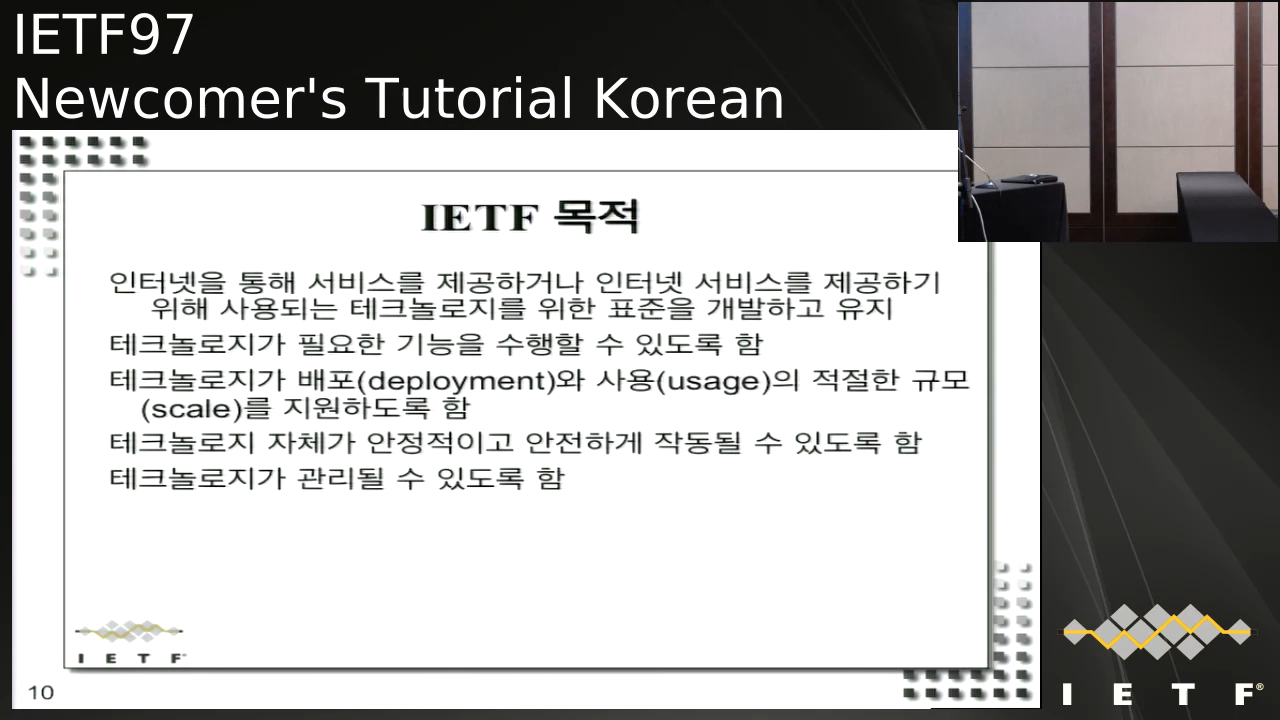 IETF97
Newcomer's Tutorial Korean
IETF 목적
인터넷을 통해 서비스를 제공하거나 인터넷 서비스를 제공하기
위해 사용되는 테크놀로지를 위한 표준을 개발하고 유지
테크놀로지가 필요한 기능을 수행할 수 있도록 함
테크놀로지가 배포(deployment)와 사용(usage)의 적절한 규모
(scale)를 지원하도록 함
테크놀로지 자체가 안정적이고 안전하게 작동될 수 있도록 함
테크놀로지가 관리될 수 있도록 함
I E T F
10
I E T F®